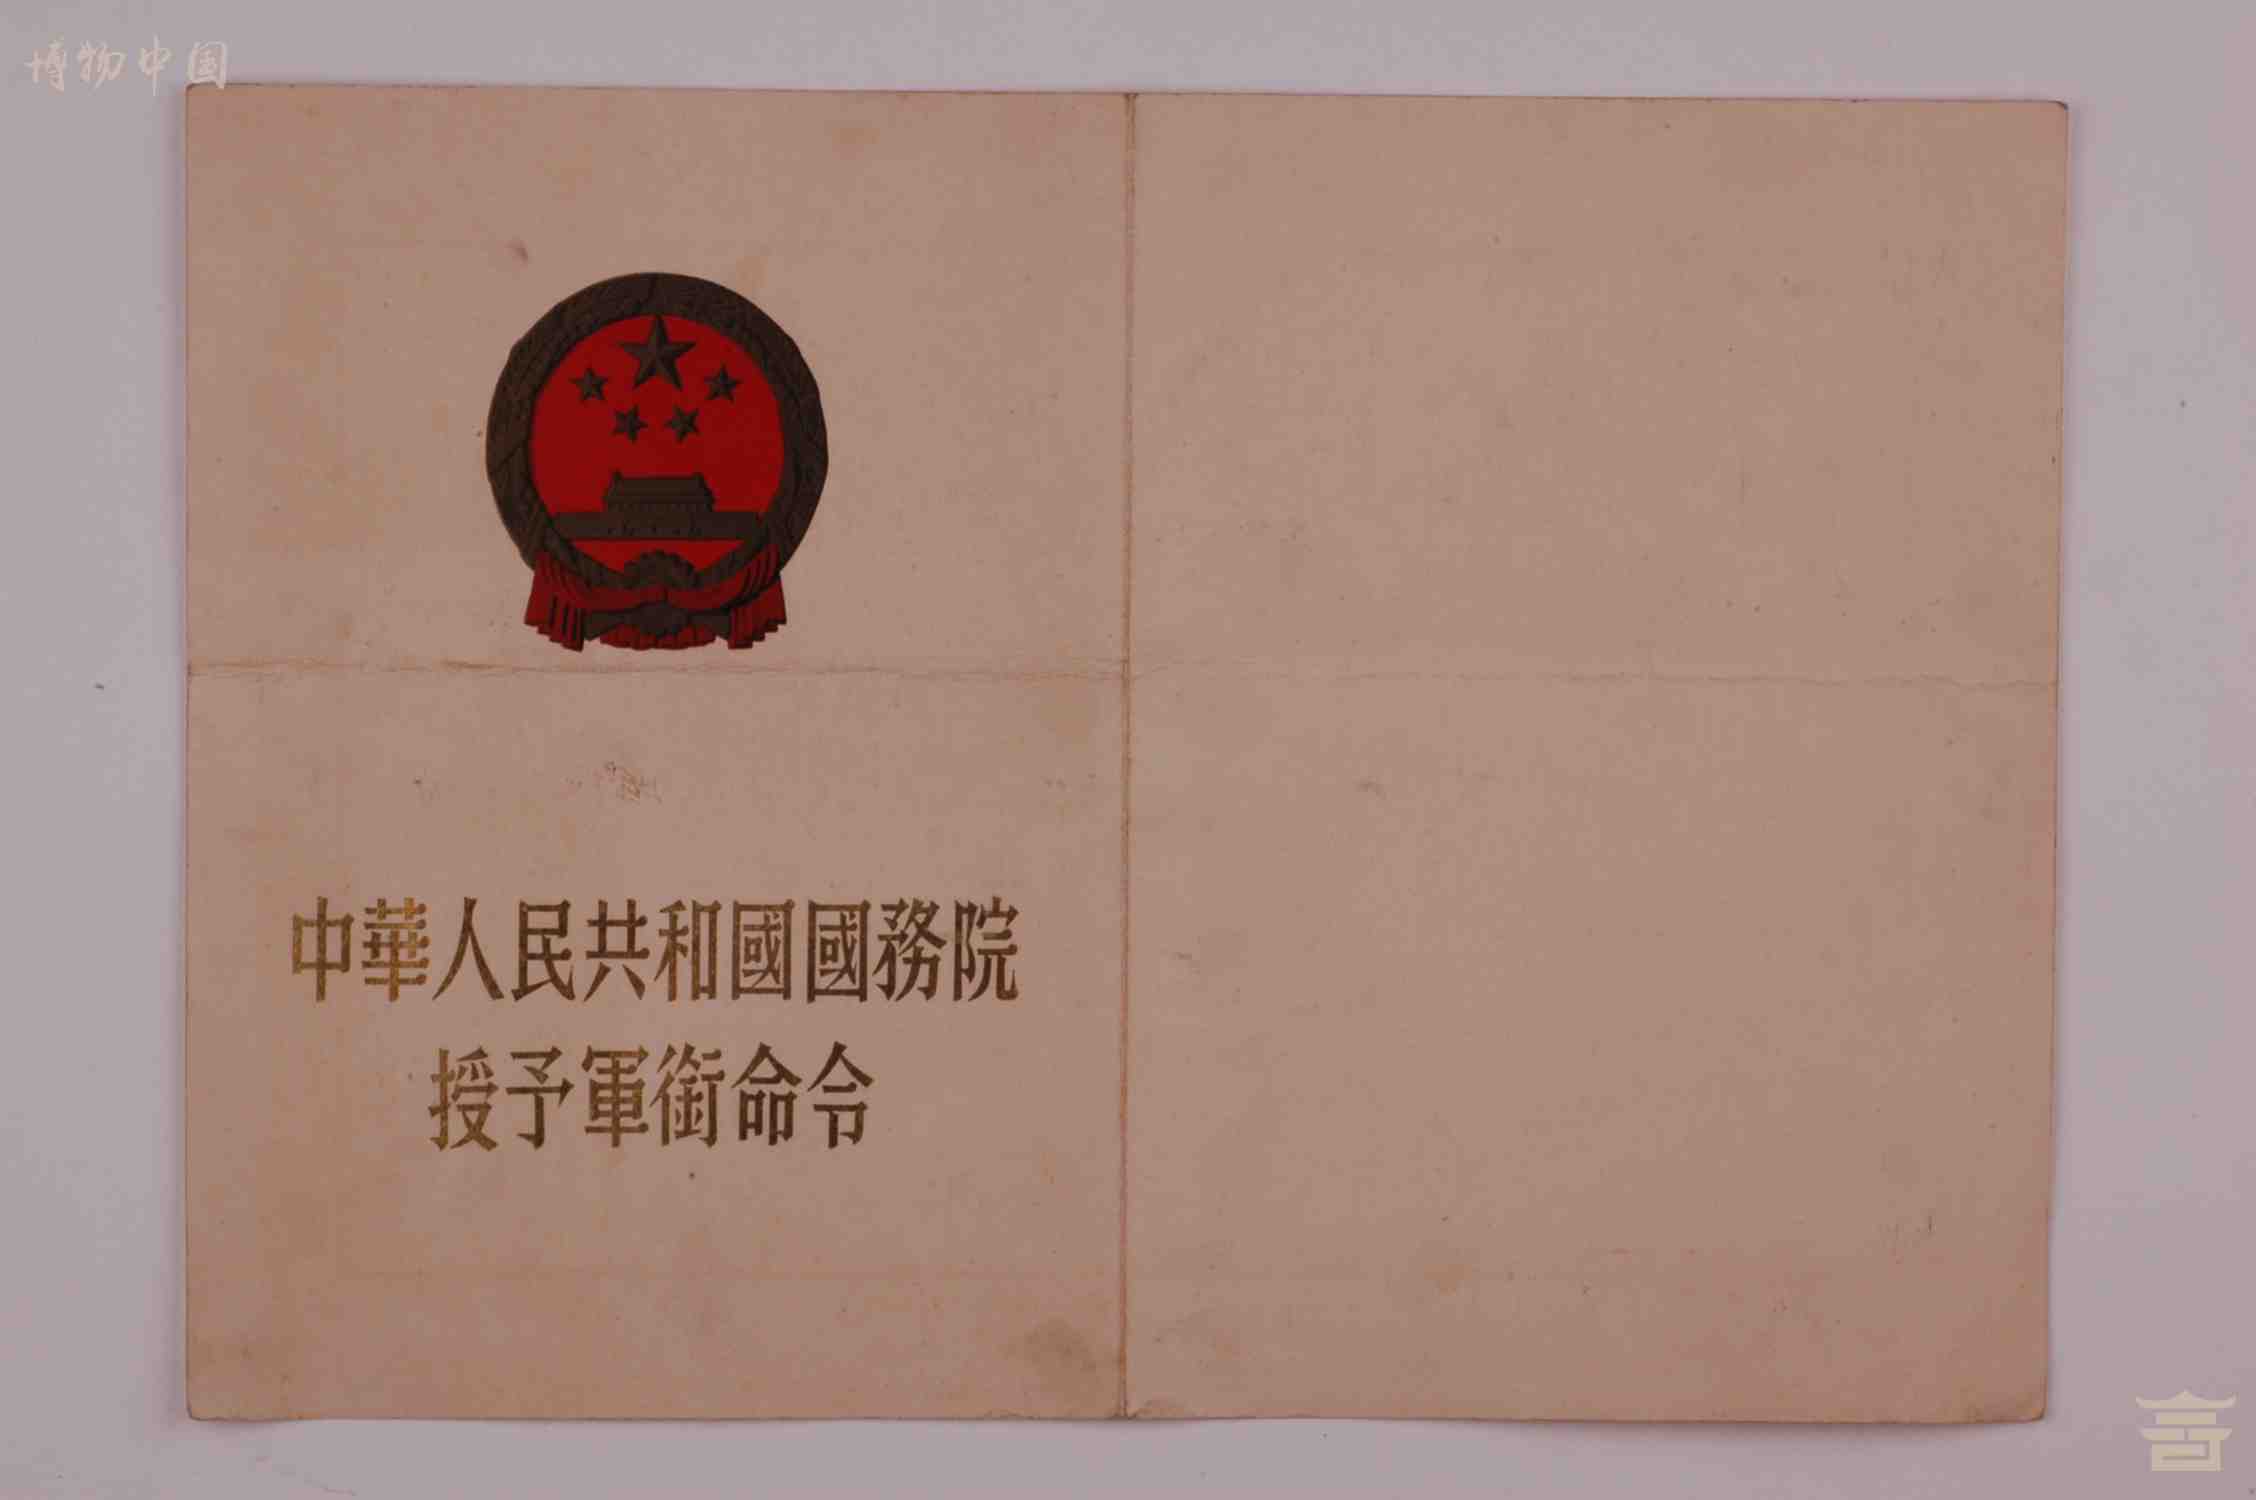 博物中国
中華人民共和國國務院
授予軍銜命令